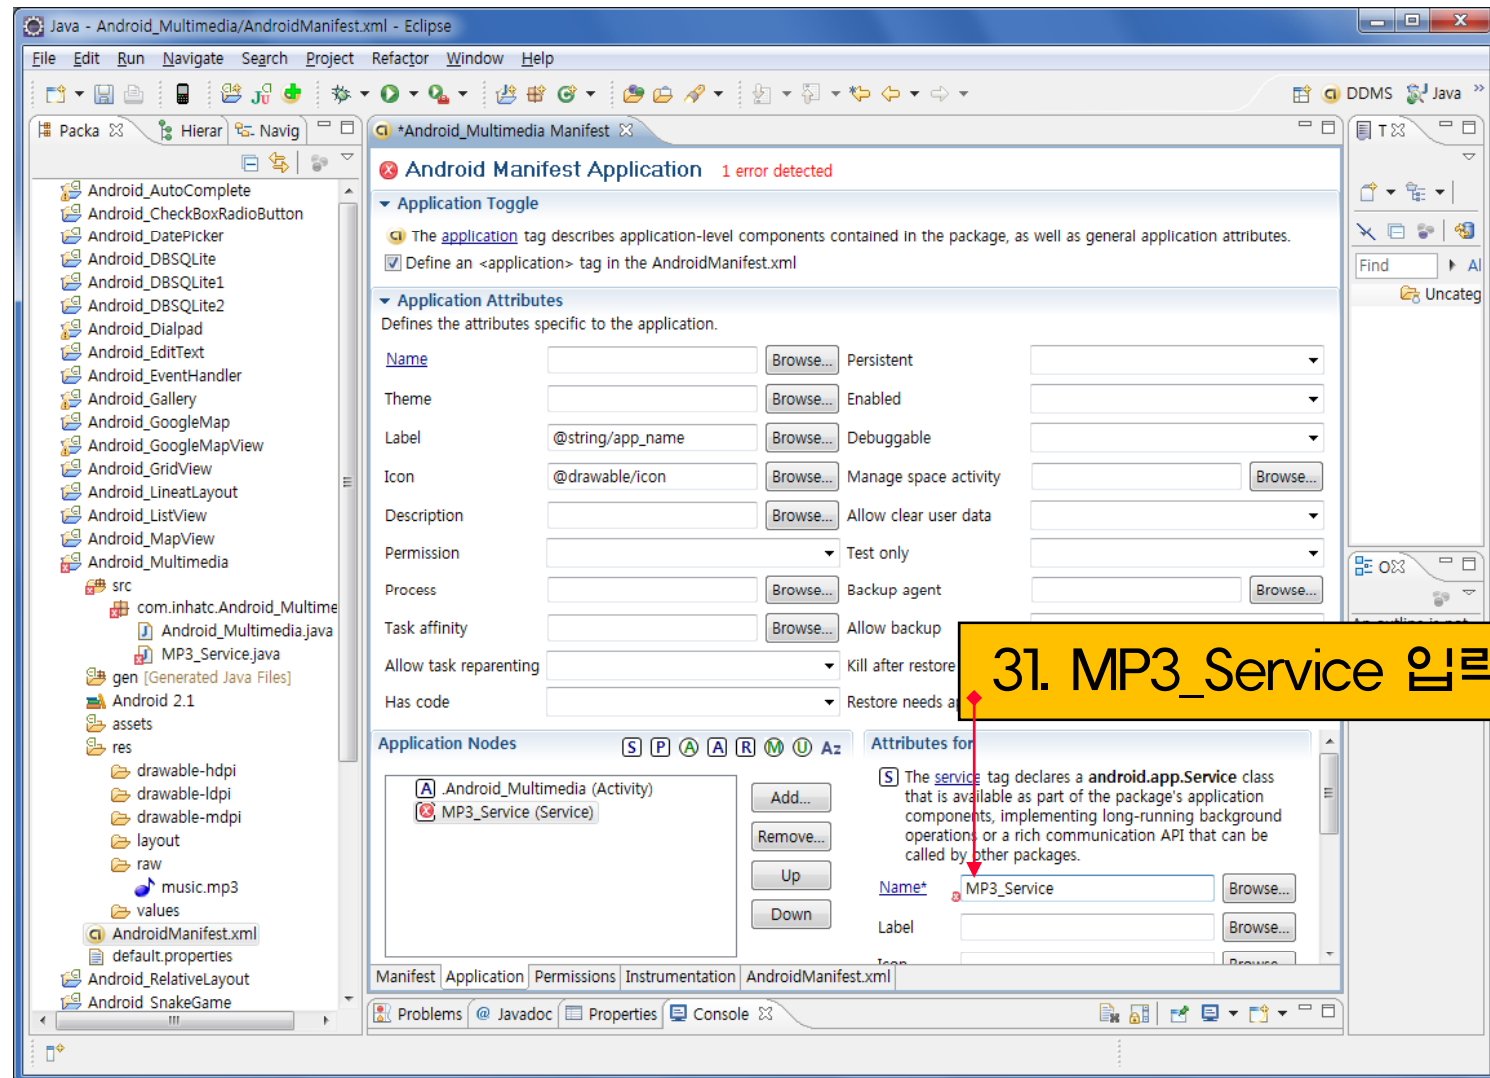 Java - Android_Multimedia/AndroidManifest.xml - Eclipse
File Edit Run Navigate Search Project Refactor Window Help
DDMS Java »
Packa Hierar Navig
*Android_Multimedia Manifest
T
Android Manifest Application 1 error detected
Application Toggle
The application tag describes application-level components contained in the package, as well as general application attributes.
Define an <application> tag in the AndroidManifest.xml
Application Attributes
Defines the attributes specific to the application.
Name Browse... Persistent
Theme Browse... Enabled
Label @string/app_name Browse... Debuggable
Icon @drawable/icon Browse... Manage space activity Browse...
Description Browse... Allow clear user data
Permission Test only
Process Browse... Backup agent Browse...
Task affinity Browse... Allow backup
Allow task reparenting Kill after restore
Has code Restore needs a
31. MP3_Service
Android_AutoComplete
Android_CheckBoxRadioButton
Android_DatePicker
Android_DBSQLite
Android_DBSQLite1
Android_DBSQLite2
Android_Dialpad
Android_EditText
Android_EventHandler
Android_Gallery
Android_GoogleMap
Android_GoogleMapView
Android_GridView
Android_LineatLayout
Android_ListView
Android_MapView
Android_Multimedia
src
com.inhatc.Android_Multime
Android_Multimedia.java
MP3_Service.java
gen [Generated Java Files]
Android 2.1
assets
res
drawable-hdpi
drawable-ldpi
drawable-mdpi
layout
raw
music.mp3
values
AndroidManifest.xml
default.properties
Android_RelativeLayout
Android_SnakeGame
Application Nodes
S P A A R M U Az
A .Android_Multimedia (Activity)
MP3_Service (Service)
Add...
Remove...
Up
Down
Attributes for
S The service tag declares a android.app.Service class
that is available as part of the package's application
components, implementing long-running background
operations or a rich communication API that can be
called by other packages.
Name* MP3_Service Browse...
Label Browse...
Manifest Application Permissions Instrumentation AndroidManifest.xml
Problems @ Javadoc Properties Console
Find Al
Uncateg
O